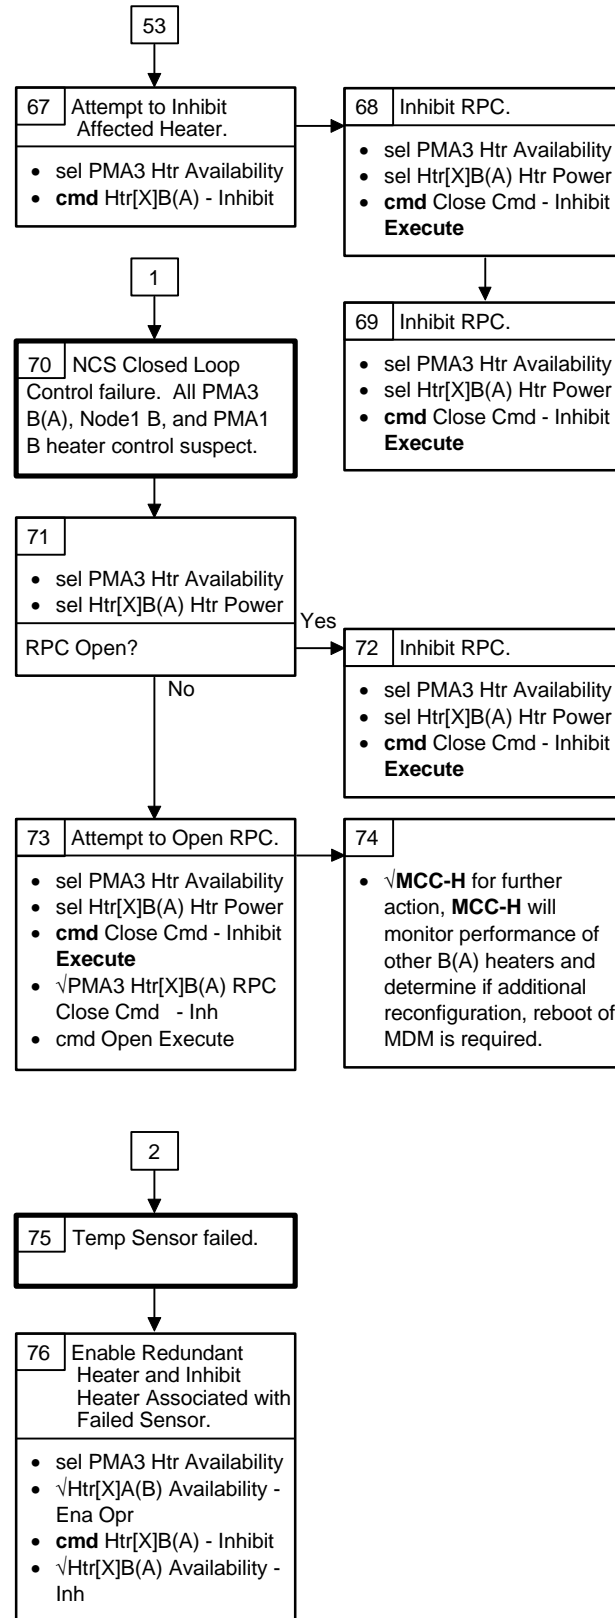 53
67 Attempt to Inhibit
Affected Heater.
• sel PMA3 Htr Availability
• cmd Htr[X]B(A) - Inhibit
68 Inhibit RPC.
• sel PMA3 Htr Availability
• sel Htr[X]B(A) Htr Power
• cmd Close Cmd - Inhibit
Execute
69 Inhibit RPC.
• sel PMA3 Htr Availability
• sel Htr[X]B(A) Htr Power
• cmd Close Cmd - Inhibit
Execute
1
70 NCS Closed Loop
Control failure. All PMA3
B(A), Node1 B, and PMA1
B heater control suspect.
71
• sel PMA3 Htr Availability
• sel Htr[X]B(A) Htr Power
RPC Open?
Yes
No
72 Inhibit RPC.
• sel PMA3 Htr Availability
• sel Htr[X]B(A) Htr Power
• cmd Close Cmd - Inhibit
Execute
73 Attempt to Open RPC.
• sel PMA3 Htr Availability
• sel Htr[X]B(A) Htr Power
• cmd Close Cmd - Inhibit
Execute
• √PMA3 Htr[X]B(A) RPC
Close Cmd - Inh
• cmd Open Execute
74
• √MCC-H for further
action, MCC-H will
monitor performance of
other B(A) heaters and
determine if additional
reconfiguration, reboot of
MDM is required.
2
75 Temp Sensor failed.
76 Enable Redundant
Heater and Inhibit
Heater Associated with
Failed Sensor.
• sel PMA3 Htr Availability
• √Htr[X]A(B) Availability -
Ena Opr
• cmd Htr[X]B(A) - Inhibit
• √Htr[X]B(A) Availability -
Inh